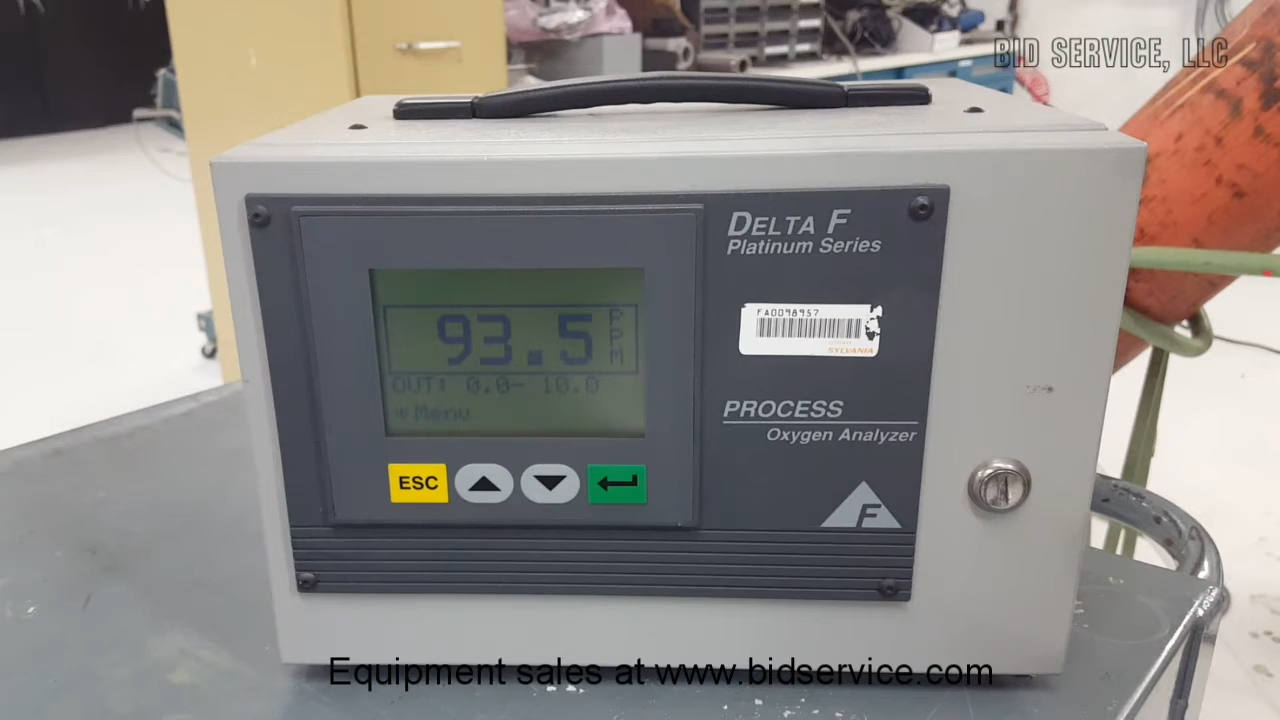 BID SERVICE, LLC
DELTA F
Platinum Series
93.5 PPM
OUT: 0.0- 10.0
*Menu
FA0098957
SYLVANIA
PROCESS
Oxygen Analyzer
ESC
F
Equipment sales at www.bidservice.com